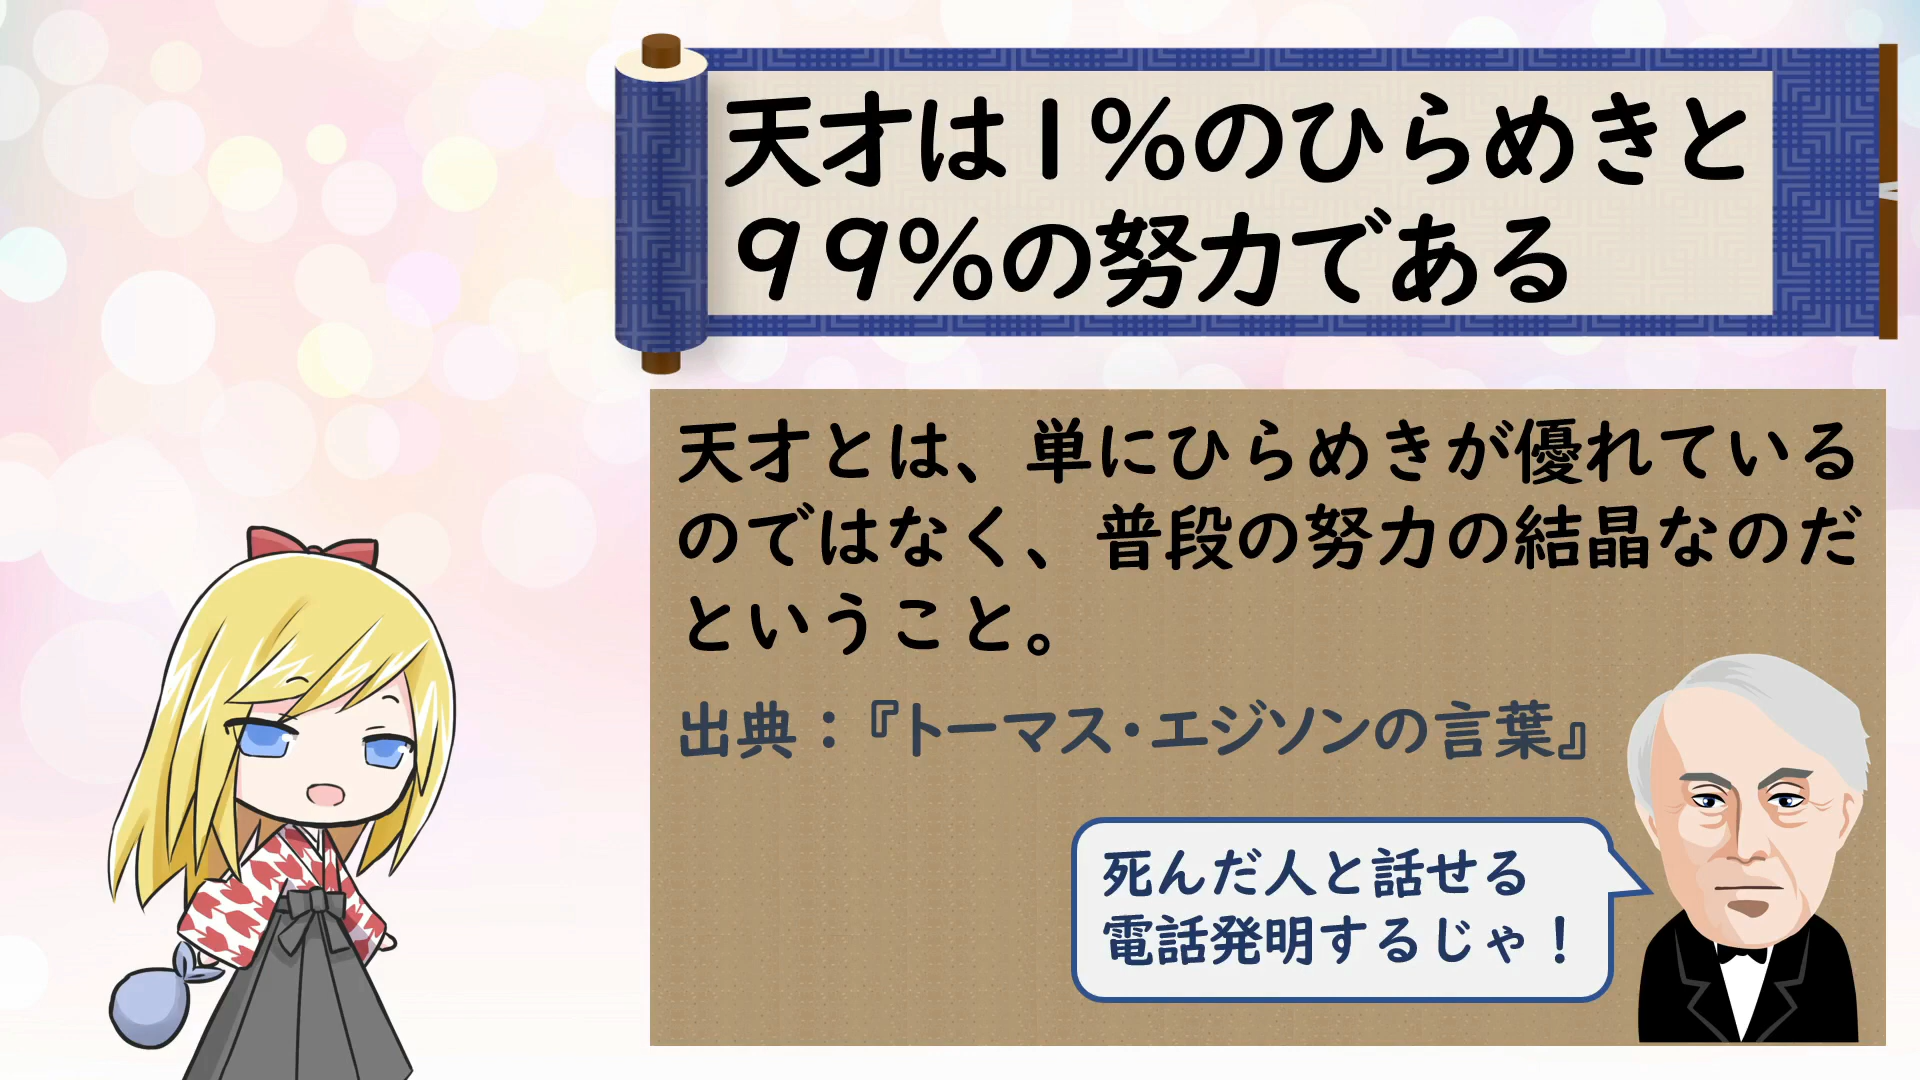 天才は1％のひらめきと
９９％の努力である
天才とは、単にひらめきが優れている
のではなく、普段の努力の結晶なのだ
ということ。
出典：『トーマス・エジソンの言葉』
死んだ人と話せる
電話発明するじゃ！